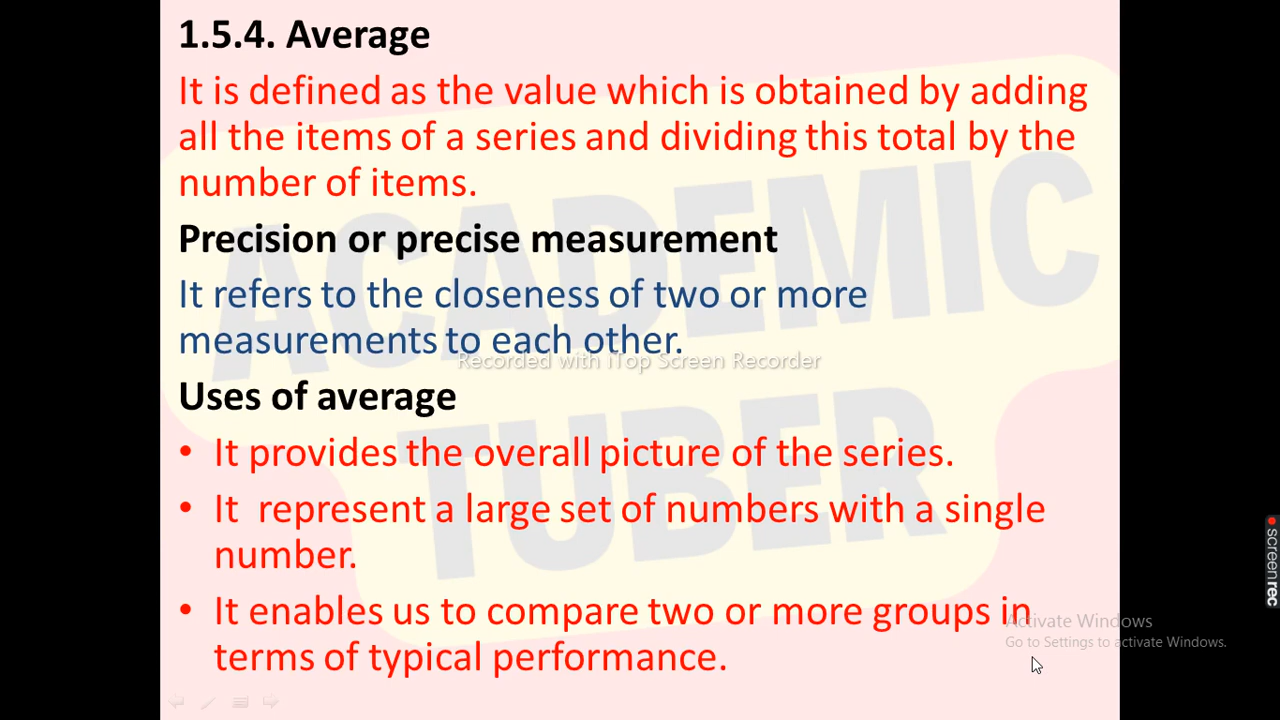 1.5.4. Average
It is defined as the value which is obtained by adding
all the items of a series and dividing this total by the
number of items.
Precision or precise measurement
It refers to the closeness of two or more
measurements to each other.
Recorded with iTop Screen Recorder
Uses of average
• It provides the overall picture of the series.
• It  represent a large set of numbers with a single
number.
• It enables us to compare two or more groups in
terms of typical performance.
ACADEMIC
TUBER
Activate Windows
Go to Settings to activate Windows.
screenrec